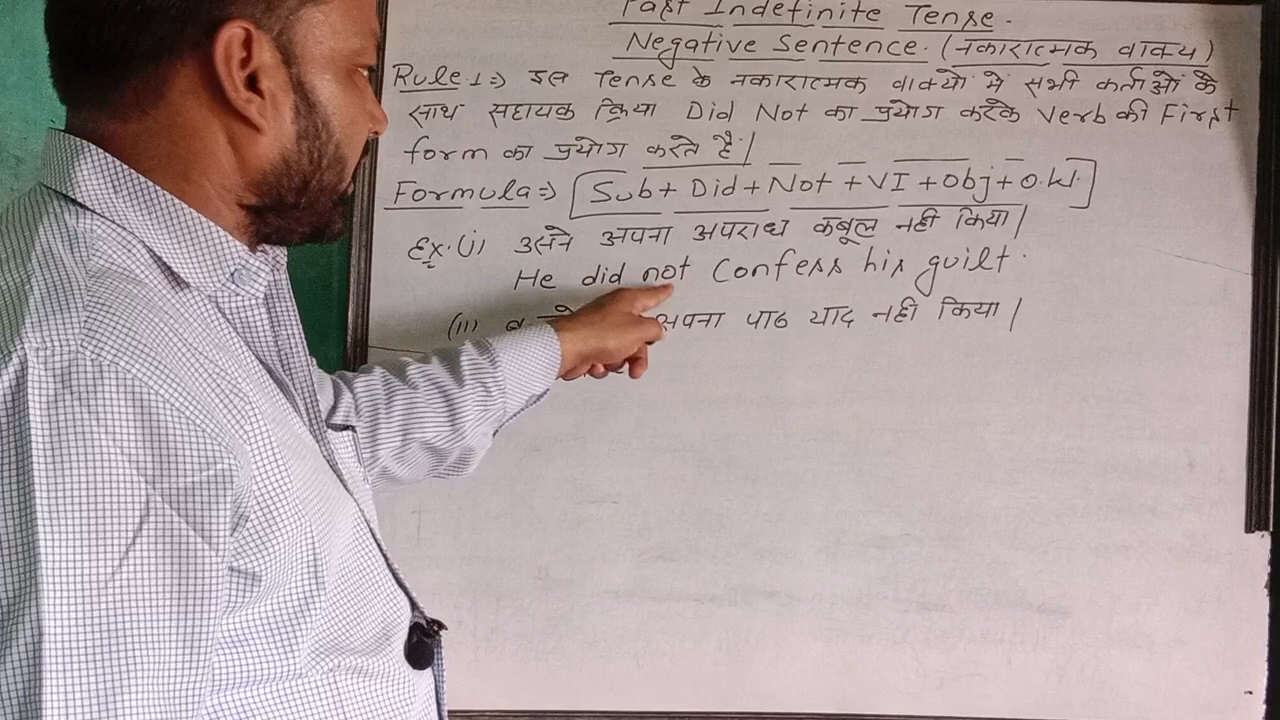 Past Indefinite Tense.
Negative Sentence. (नकारात्मक वाक्य)
Rule 1 ⇒ इस Tense के नकारात्मक वाक्यों में सभी कर्ताओं के
साथ सहायक क्रिया Did Not का प्रयोग करके Verb की First
form का प्रयोग करते हैं।
Formula ⇒ [Sub + Did + Not + V1 + Obj + O.W.]
Ex. (i) उसने अपना अपराध कबूल नहीं किया।
He did not Confess his guilt.
(ii) अपना पाठ याद नहीं किया।